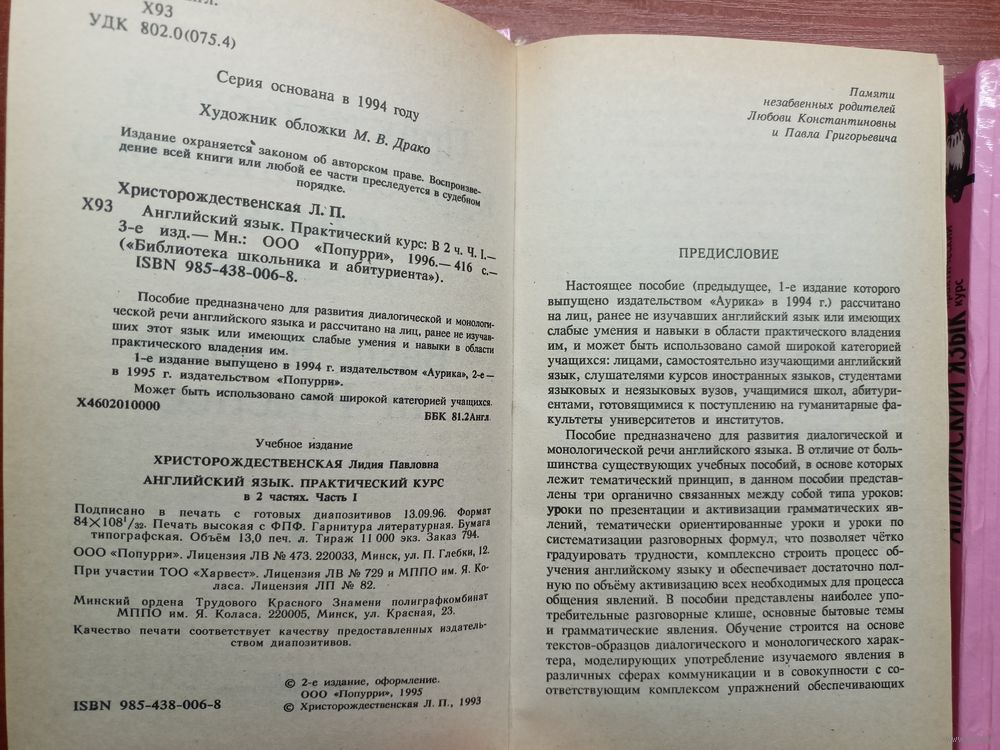 Х93
УДК 802.0(075.4)
Серия основана в 1994 году
Художник обложки М. В. Драко
Издание охраняется законом об авторском праве. Воспроизве-
дение всей книги или любой ее части преследуется в судебном
порядке.
Христорождественская Л. П.
Х93 Английский язык. Практический курс: В 2 ч. Ч. I.—
3-е изд.— Мн.: ООО «Попурри», 1996.— 416 с.—
(«Библиотека школьника и абитуриента»).
ISBN 985-438-006-8.
Пособие предназначено для развития диалогической и монологи-
ческой речи английского языка и рассчитано на лиц, ранее не изучав-
ших этот язык или имеющих слабые умения и навыки в области
практического владения им.
1-е издание выпущено в 1994 г. издательством «Аурика», 2-е—
в 1995 г. издательством «Попурри».
Может быть использовано самой широкой категорией учащихся.
Х4602010000
ББК 81.2Англ
Учебное издание
ХРИСТОРОЖДЕСТВЕНСКАЯ Лидия Павловна
АНГЛИЙСКИЙ ЯЗЫК. ПРАКТИЧЕСКИЙ КУРС
в 2 частях. Часть I
Подписано в печать с готовых диапозитивов 13.09.96. Формат
84×108¹/₃₂. Печать высокая с ФПФ. Гарнитура литературная. Бумага
типографская. Объём 13,0 печ. л. Тираж 11 000 экз. Заказ 794.
ООО «Попурри». Лицензия ЛВ № 473. 220033, Минск, ул. П. Глебки, 12.
При участии ТОО «Харвест». Лицензия ЛВ № 729 и МППО им. Я. Ко-
ласа. Лицензия ЛП № 82.
Минский ордена Трудового Красного Знамени полиграфкомбинат
МППО им. Я. Коласа. 220005, Минск, ул. Красная, 23.
Качество печати соответствует качеству предоставленных издатель-
ством диапозитивов.
© 2-е издание, оформление.
ООО «Попурри», 1995
ISBN 985-438-006-8
© Христорождественская Л. П., 1993
Памяти
незабвенных родителей
Любови Константиновны
и Павла Григорьевича
ПРЕДИСЛОВИЕ
Настоящее пособие (предыдущее, 1-е издание которого
выпущено издательством «Аурика» в 1994 г.) рассчитано
на лиц, ранее не изучавших английский язык или имеющих
слабые умения и навыки в области практического владения
им, и может быть использовано самой широкой категорией
учащихся: лицами, самостоятельно изучающими английский
язык, слушателями курсов иностранных языков, студентами
языковых и неязыковых вузов, учащимися школ, абитури-
ентами, готовящимися к поступлению на гуманитарные фа-
культеты университетов и институтов.
Пособие предназначено для развития диалогической и
монологической речи английского языка. В отличие от боль-
шинства существующих учебных пособий, в основе которых
лежит тематический принцип, в данном пособии представле-
ны три органично связанных между собой типа уроков:
уроки по презентации и активизации грамматических явле-
ний, тематически ориентированные уроки и уроки по
систематизации разговорных формул, что позволяет чётко
градуировать трудности, комплексно строить процесс обу-
чения английскому языку и обеспечивает достаточно пол-
ную по объёму активизацию всех необходимых для процесса
общения явлений. В пособии представлены наиболее упо-
требительные разговорные клише, основные бытовые темы
и грамматические явления. Обучение строится на основе
текстов-образцов диалогического и монологического харак-
тера, моделирующих употребление изучаемого явления в
различных сферах коммуникации и в совокупности с со-
ответствующим комплексом упражнений обеспечивающих
АНГЛИЙСКИЙ ЯЗЫК
курс